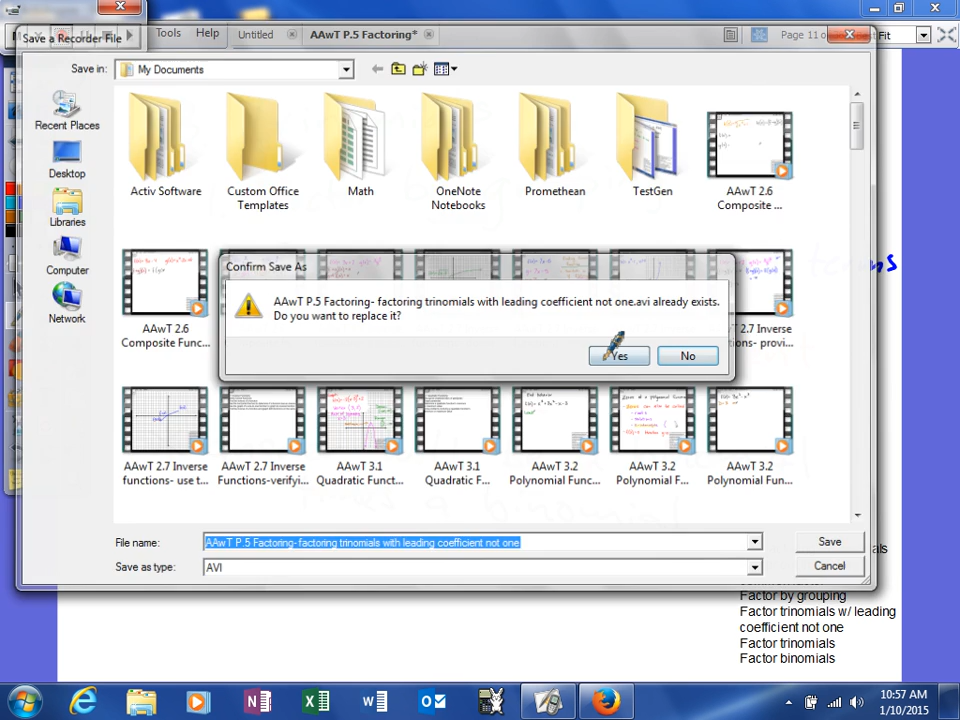 Save a Recorder File
Tools Help Untitled AAwT P.5 Factoring*
Page 11 o
Fit
Save in: My Documents
Recent Places
Desktop
Libraries
Computer
Network
Activ Software
Custom Office Templates
Math
OneNote Notebooks
Promethean
TestGen
AAwT 2.6 Composite ...
Confirm Save As
AAwT P.5 Factoring- factoring trinomials with leading coefficient not one.avi already exists.
Do you want to replace it?
Yes No
AAwT 2.6 Composite Func...
2.7 Inverse
ons- provi...
AAwT 2.7 Inverse functions- use t...
AAwT 2.7 Inverse Functions-verifyi...
AAwT 3.1 Quadratic Funct...
AAwT 3.1 Quadratic F...
AAwT 3.2 Polynomial Func...
AAwT 3.2 Polynomial F...
AAwT 3.2 Polynomial Fun...
File name: AAwT P.5 Factoring- factoring trinomials with leading coefficient not one
Save
Save as type: AVI
Cancel
Factor by grouping
Factor trinomials w/ leading
coefficient not one
Factor trinomials
Factor binomials
10:57 AM
1/10/2015